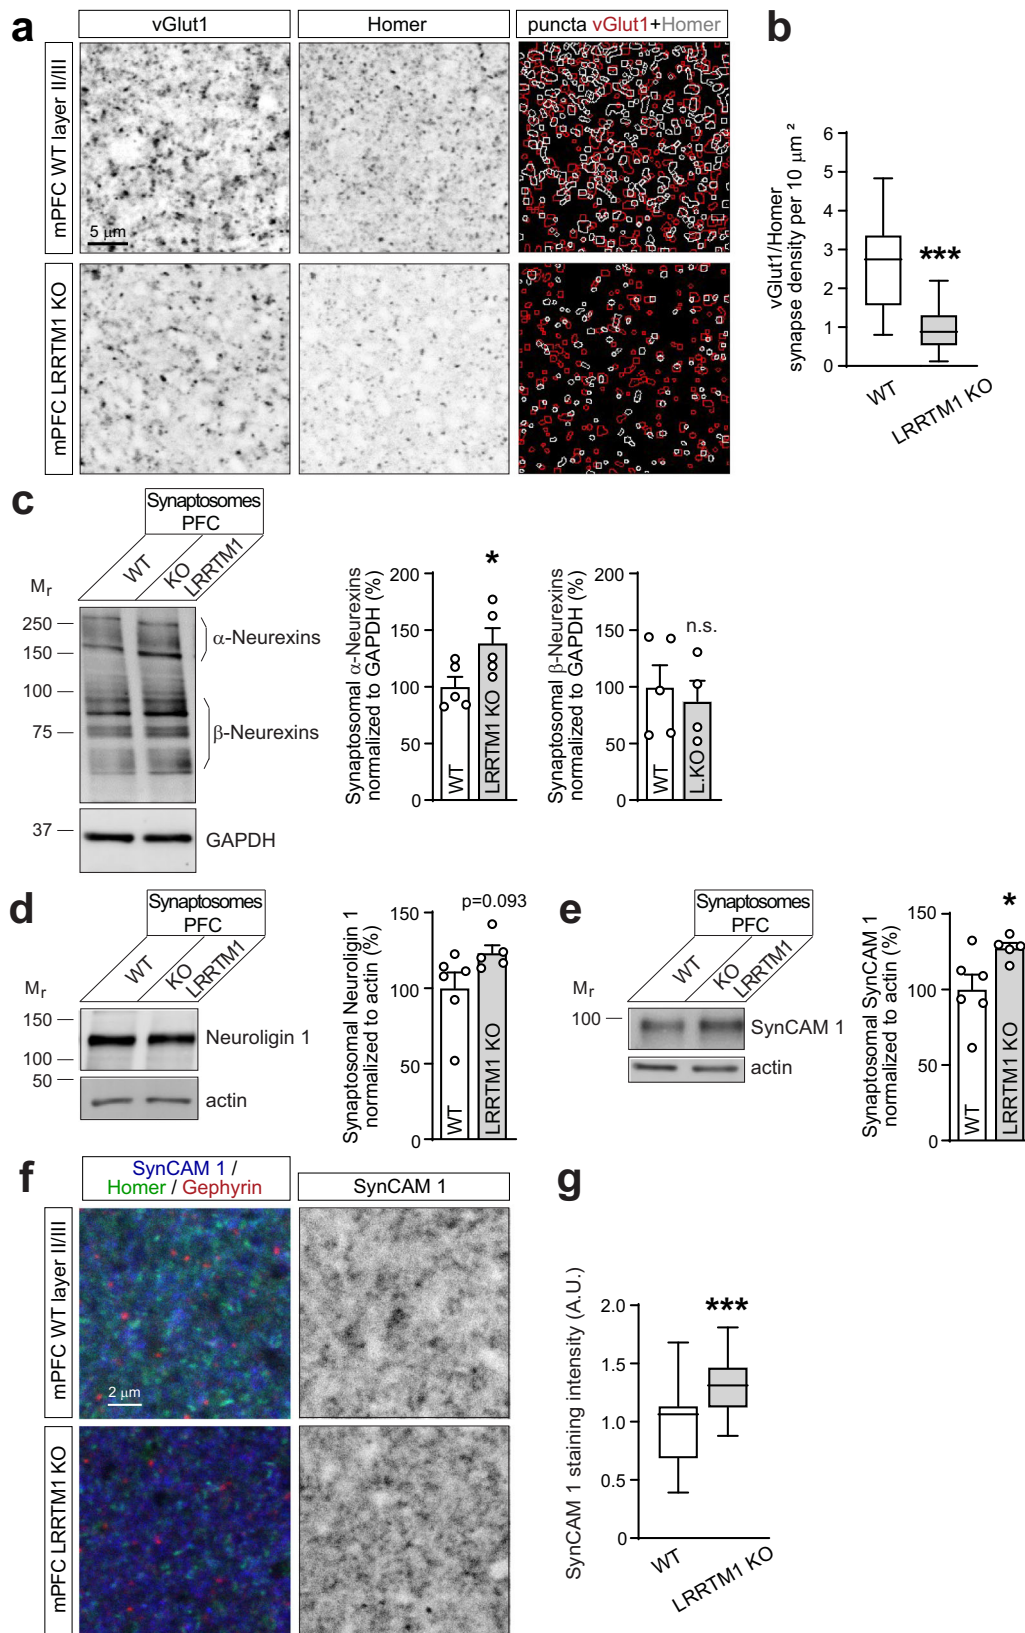 a
vGlut1
Homer
puncta vGlut1+Homer
mPFC WT layer II/III
5 μm
mPFC LRRTM1 KO
b
vGlut1/Homer
synapse density per 10 μm²
6
5
4
3
2
1
0
***
WT
LRRTM1 KO
c
Synaptosomes
PFC
WT
KO
LRRTM1
Mr
250
150
100
75
37
α-Neurexins
β-Neurexins
GAPDH
Synaptosomal α-Neurexins
normalized to GAPDH (%)
200
150
100
50
0
*
WT
LRRTM1 KO
Synaptosomal β-Neurexins
normalized to GAPDH (%)
200
150
100
50
0
n.s.
WT
L.KO
d
Synaptosomes
PFC
WT
KO
LRRTM1
Mr
150
100
50
Neuroligin 1
actin
Synaptosomal Neuroligin 1
normalized to actin (%)
150
100
50
0
p=0.093
WT
LRRTM1 KO
e
Synaptosomes
PFC
WT
KO
LRRTM1
Mr
100
SynCAM 1
actin
Synaptosomal SynCAM 1
normalized to actin (%)
150
100
50
0
*
WT
LRRTM1 KO
f
SynCAM 1 /
Homer / Gephyrin
SynCAM 1
mPFC WT layer II/III
2 μm
mPFC LRRTM1 KO
g
SynCAM 1 staining intensity (A.U.)
2.0
1.5
1.0
0.5
0
***
WT
LRRTM1 KO